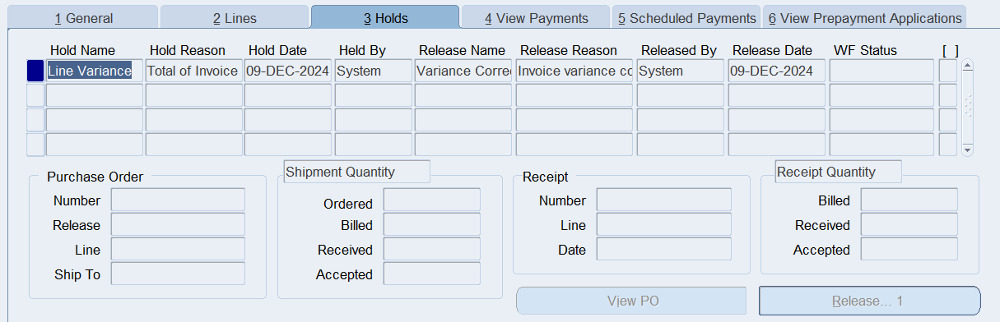 1 General 2 Lines 3 Holds 4 View Payments 5 Scheduled Payments 6 View Prepayment Applications
Hold Name Hold Reason Hold Date Held By Release Name Release Reason Released By Release Date WF Status [ ]
Line Variance Total of Invoice 09-DEC-2024 System Variance Corre Invoice variance co System 09-DEC-2024
Purchase Order Shipment Quantity Receipt Receipt Quantity
Number Ordered Number Billed
Release Billed Line Received
Line Received Date Accepted
Ship To Accepted
View PO Release... 1